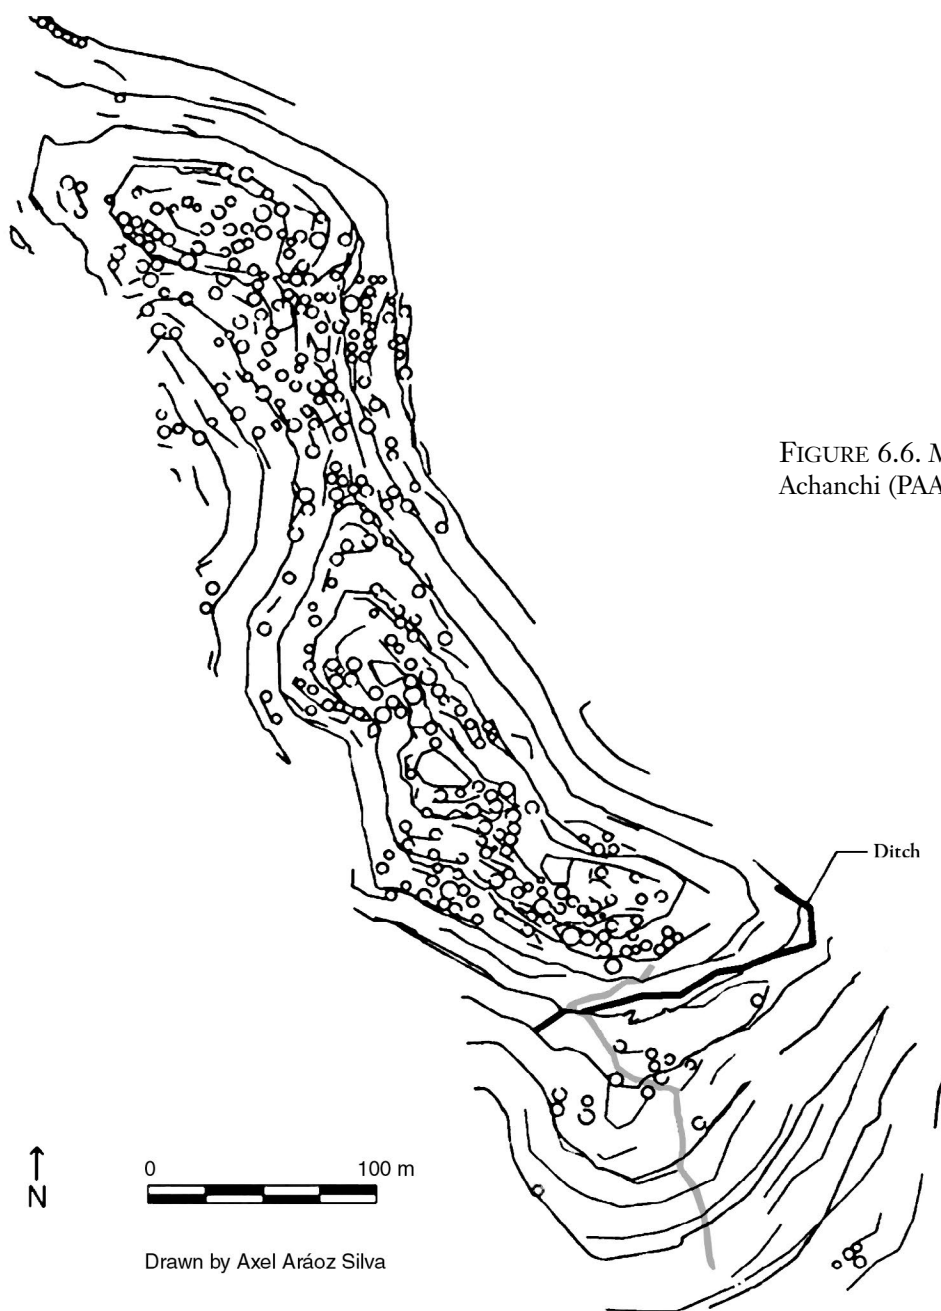 FIGURE 6.6.
Achanchi (PAA
Ditch
N
0 100 m
Drawn by Axel Aráoz Silva